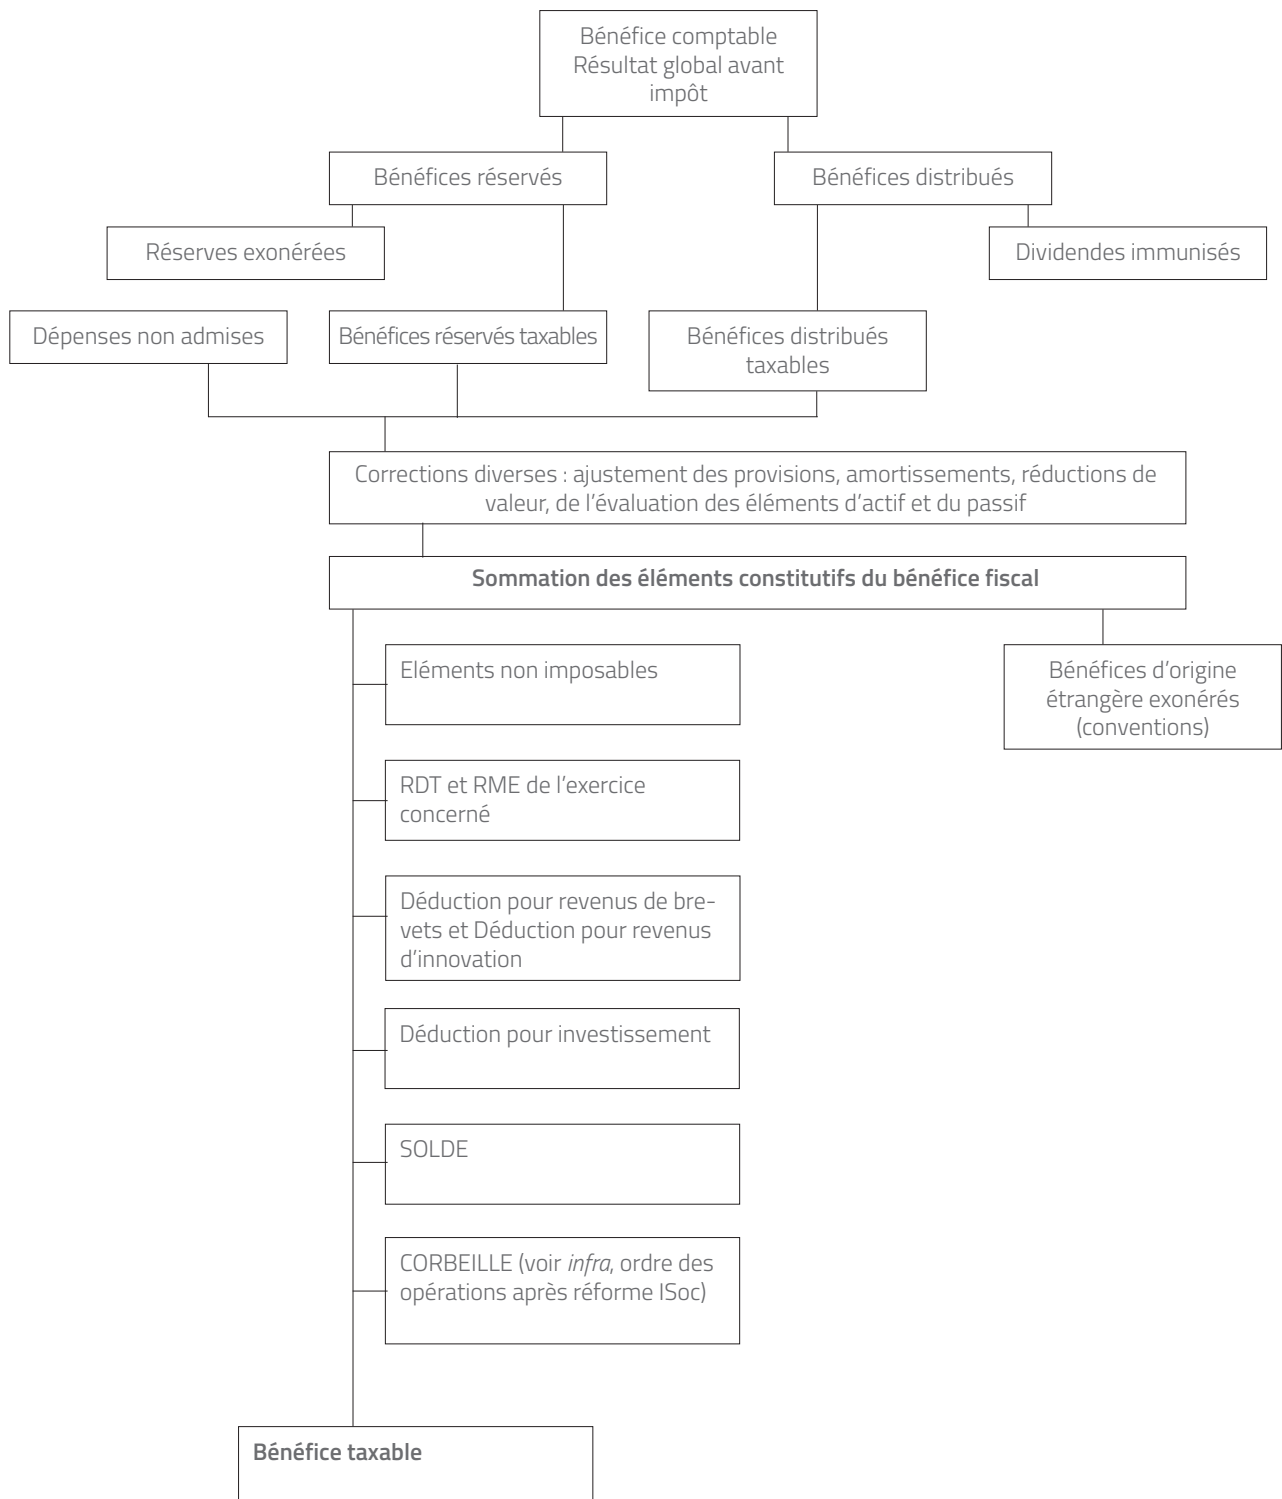 Bénéfice comptable
Résultat global avant
impôt
Bénéfices réservés
Bénéfices distribués
Réserves exonérées
Dividendes immunisés
Dépenses non admises
Bénéfices réservés taxables
Bénéfices distribués
taxables
Corrections diverses : ajustement des provisions, amortissements, réductions de
valeur, de l'évaluation des éléments d'actif et du passif
Sommation des éléments constitutifs du bénéfice fiscal
Eléments non imposables
Bénéfices d'origine
étrangère exonérés
(conventions)
RDT et RME de l'exercice
concerné
Déduction pour revenus de bre-
vets et Déduction pour revenus
d'innovation
Déduction pour investissement
SOLDE
CORBEILLE (voir infra, ordre des
opérations après réforme ISoc)
Bénéfice taxable